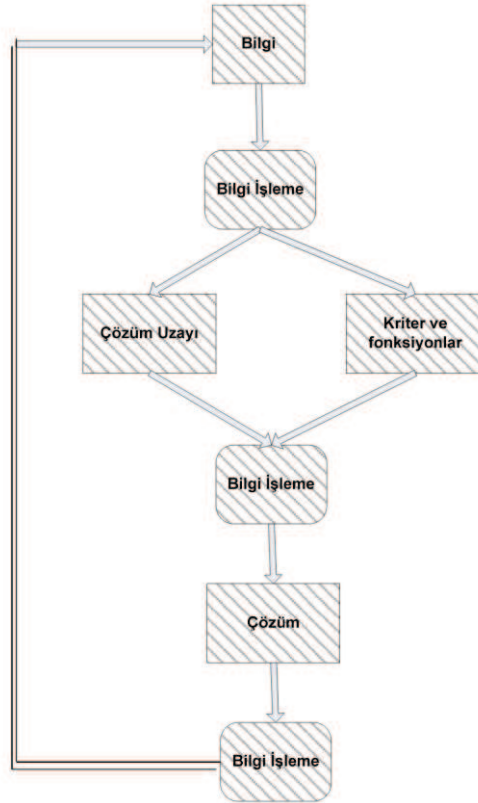 Bilgi
Bilgi İşleme
Çözüm Uzayı
Kriter ve
fonksiyonlar
Bilgi İşleme
Çözüm
Bilgi İşleme